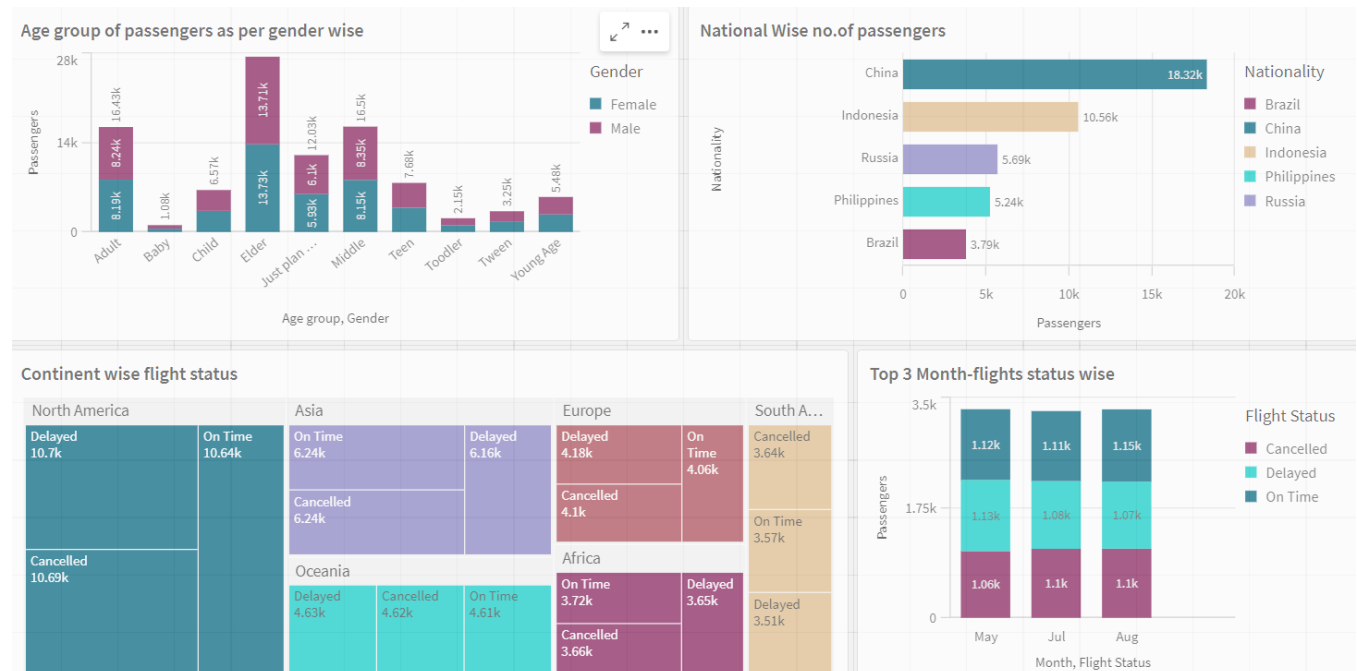 Age group of passengers as per gender wise
28k
14k
0
Passengers
16.43k
8.24k
8.19k
1.08k
6.57k
13.71k
13.73k
12.03k
6.1k
5.93k
16.5k
8.35k
8.15k
7.68k
2.15k
3.25k
5.48k
Adult
Baby
Child
Elder
Just plan ...
Middle
Teen
Toodler
Tween
Young Age
Age group, Gender
Gender
Female
Male
National Wise no.of passengers
Nationality
China
18.32k
Indonesia
10.56k
Russia
5.69k
Philippines
5.24k
Brazil
3.79k
0
5k
10k
15k
20k
Passengers
Nationality
Brazil
China
Indonesia
Philippines
Russia
Continent wise flight status
North America
Delayed
10.7k
On Time
10.64k
Cancelled
10.69k
Asia
On Time
6.24k
Delayed
6.16k
Cancelled
6.24k
Oceania
Delayed
4.63k
Cancelled
4.62k
On Time
4.61k
Europe
Delayed
4.18k
On
Time
4.06k
Cancelled
4.1k
Africa
On Time
3.72k
Delayed
3.65k
Cancelled
3.66k
South A...
Cancelled
3.64k
On Time
3.57k
Delayed
3.51k
Top 3 Month-flights status wise
3.5k
1.75k
0
Passengers
1.12k
1.11k
1.15k
1.13k
1.08k
1.07k
1.06k
1.1k
1.1k
May
Jul
Aug
Month, Flight Status
Flight Status
Cancelled
Delayed
On Time